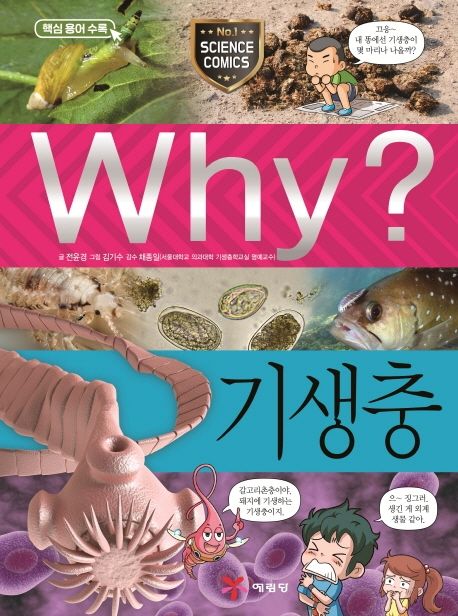 핵심 용어 수록
No.1
SCIENCE
COMICS
끄응~
내 똥에선 기생충이
몇 마리나 나올까?
Why?
글 전윤경 그림 김기수 감수 채종일(서울대학교 의과대학 기생충학교실 명예교수)
기생충
갈고리촌충이야.
돼지에 기생하는
기생충이지.
으~ 징그러.
생긴 게 외계
생물 같아.
예림당